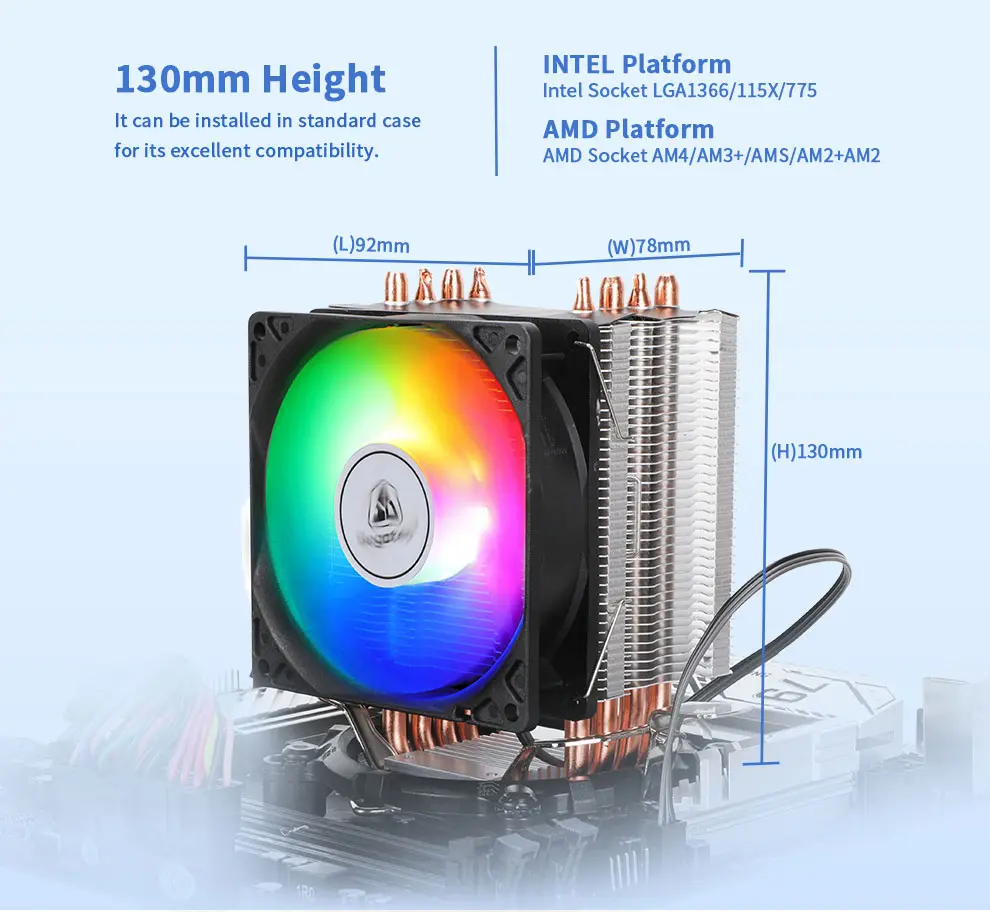 130mm Height
It can be installed in standard case
for its excellent compatibility.
INTEL Platform
Intel Socket LGA1366/115X/775
AMD Platform
AMD Socket AM4/AM3+/AMS/AM2+AM2
(L)92mm
(W)78mm
(H)130mm